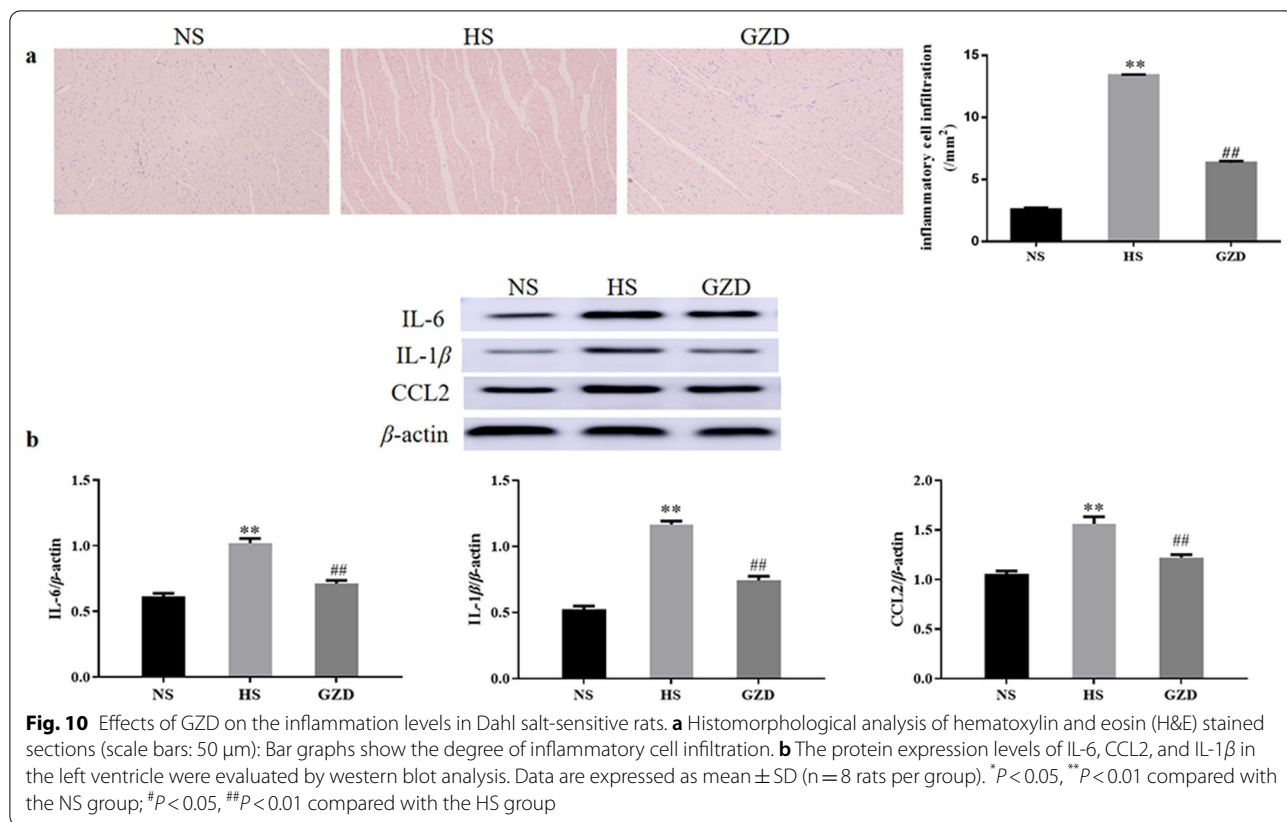 NS HS GZD
a
inflammatory cell infiltration
(/mm²)
15
10
5
0
**
##
NS HS GZD
NS HS GZD
IL-6
IL-1β
CCL2
β-actin
b
IL-6/β-actin
1.5
1.0
0.5
0.0
**
##
NS HS GZD
IL-1β/β-actin
1.5
1.0
0.5
0.0
**
##
NS HS GZD
CCL2/β-actin
2.0
1.5
1.0
0.5
0.0
**
##
NS HS GZD
Fig. 10 Effects of GZD on the inflammation levels in Dahl salt-sensitive rats. a Histomorphological analysis of hematoxylin and eosin (H&E) stained
sections (scale bars: 50 μm): Bar graphs show the degree of inflammatory cell infiltration. b The protein expression levels of IL-6, CCL2, and IL-1β in
the left ventricle were evaluated by western blot analysis. Data are expressed as mean ± SD (n = 8 rats per group). *P < 0.05, **P < 0.01 compared with
the NS group; #P < 0.05, ##P < 0.01 compared with the HS group